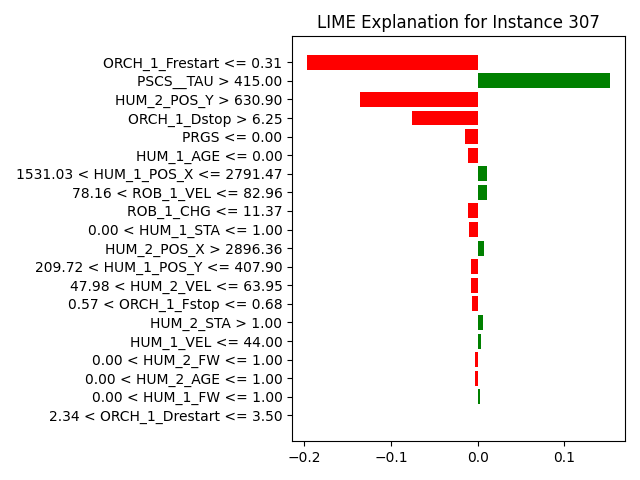 LIME Explanation for Instance 307
ORCH_1_Frestart <= 0.31
PSCS__TAU > 415.00
HUM_2_POS_Y > 630.90
ORCH_1_Dstop > 6.25
PRGS <= 0.00
HUM_1_AGE <= 0.00
1531.03 < HUM_1_POS_X <= 2791.47
78.16 < ROB_1_VEL <= 82.96
ROB_1_CHG <= 11.37
0.00 < HUM_1_STA <= 1.00
HUM_2_POS_X > 2896.36
209.72 < HUM_1_POS_Y <= 407.90
47.98 < HUM_2_VEL <= 63.95
0.57 < ORCH_1_Fstop <= 0.68
HUM_2_STA > 1.00
HUM_1_VEL <= 44.00
0.00 < HUM_2_FW <= 1.00
0.00 < HUM_2_AGE <= 1.00
0.00 < HUM_1_FW <= 1.00
2.34 < ORCH_1_Drestart <= 3.50
−0.2 −0.1 0.0 0.1